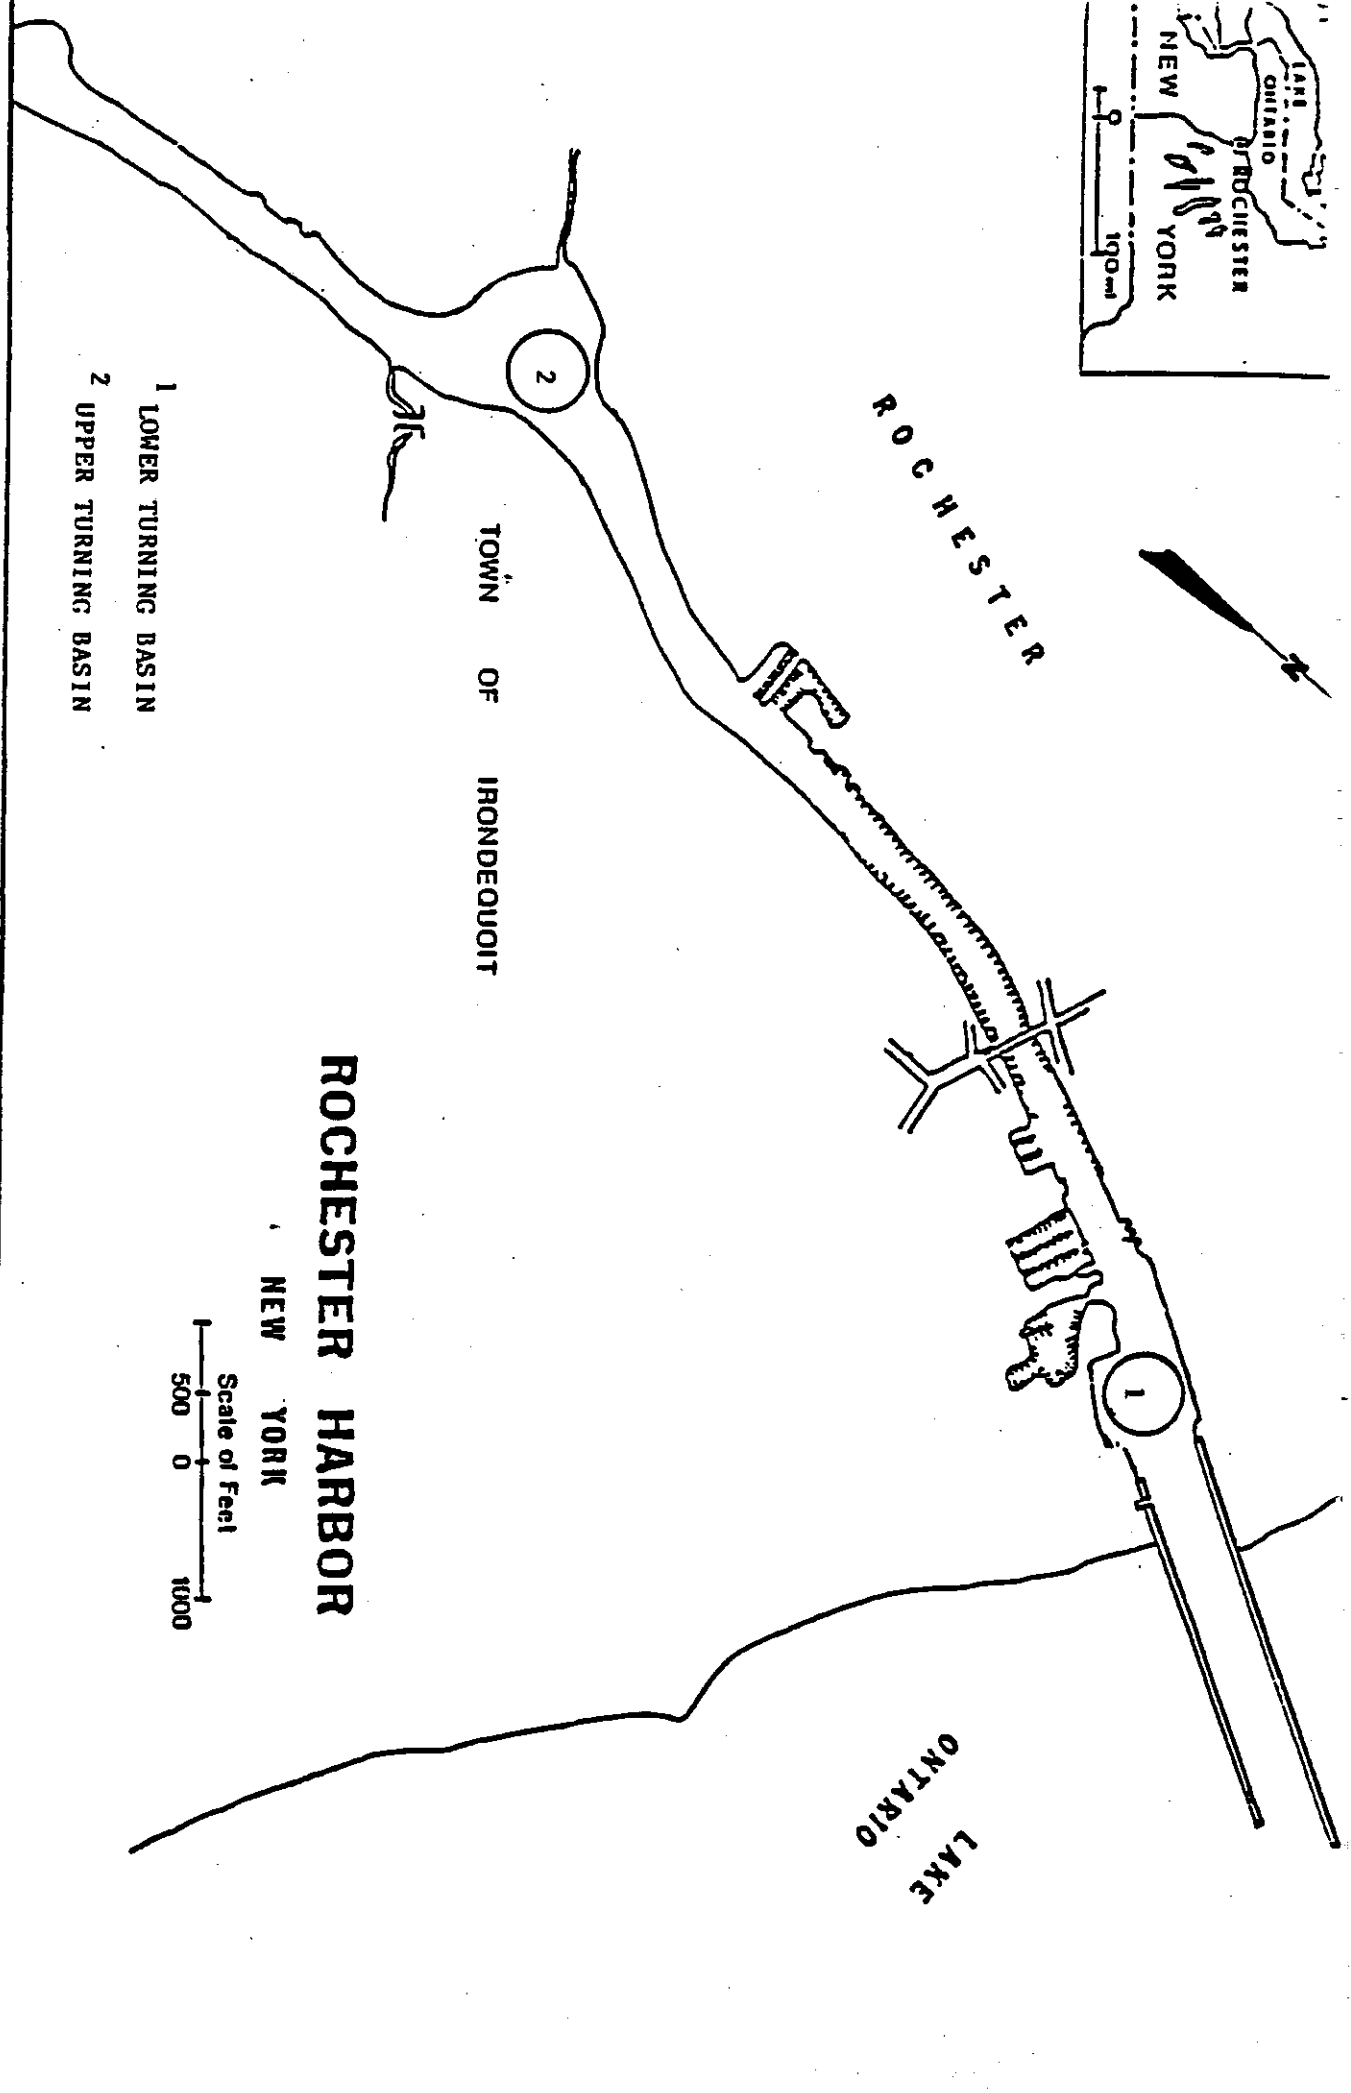 LAKE
ONTARIO
ROCHESTER
NEW YORK
0 100 mi
ROCHESTER
N
2
TOWN OF IRONDEQUOIT
1 LOWER TURNING BASIN
2 UPPER TURNING BASIN
1
LAKE
ONTARIO
ROCHESTER HARBOR
NEW YORK
Scale of Feet
500 0 1000